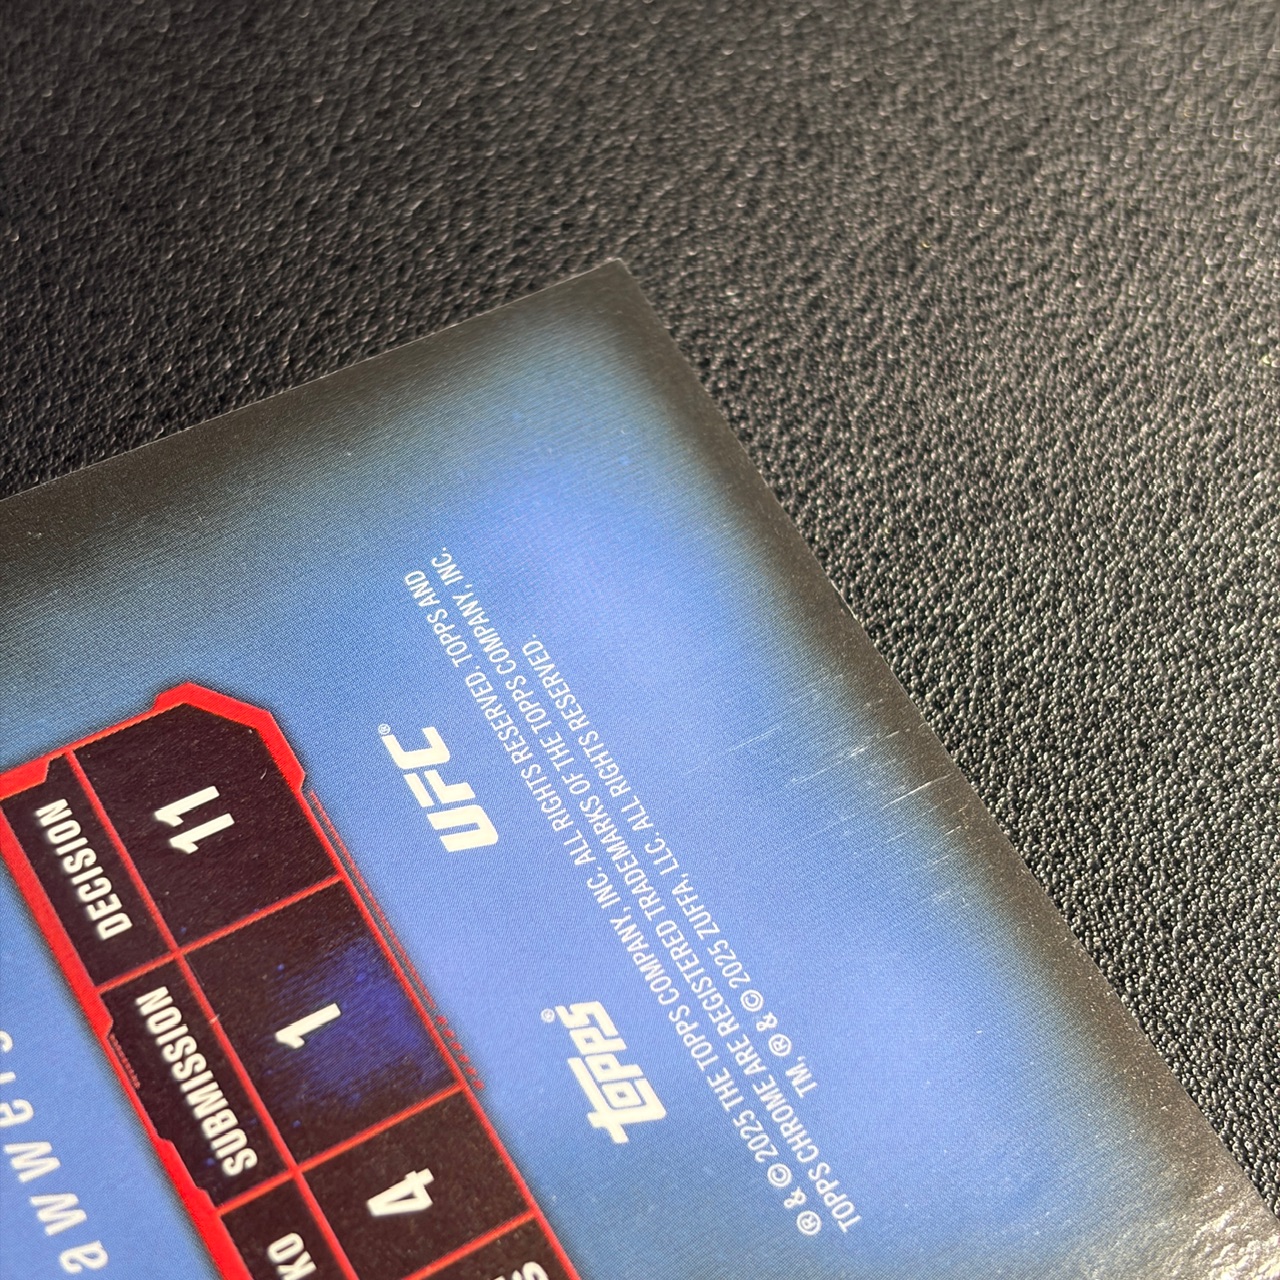 DECISION
11
SUBMISSION
1
KO
4
UFC®
TOPPS®
® & © 2025 THE TOPPS COMPANY, INC. ALL RIGHTS RESERVED. TOPPS AND
TOPPS CHROME ARE REGISTERED TRADEMARKS OF THE TOPPS COMPANY, INC.
TM, ® & © 2025 ZUFFA, LLC. ALL RIGHTS RESERVED.